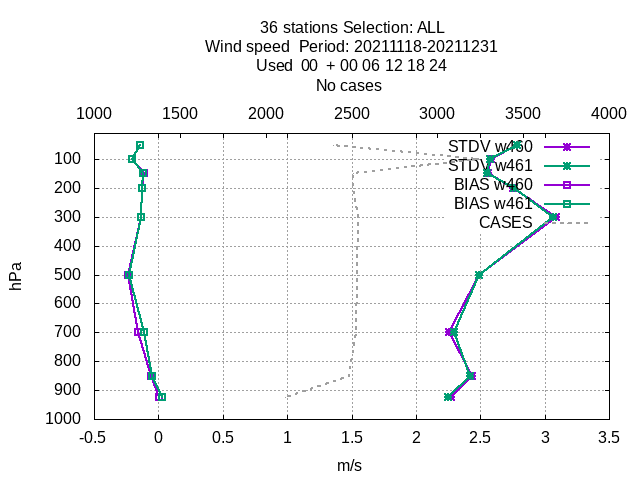 36 stations Selection: ALL
Wind speed  Period: 20211118-20211231
Used  00  + 00 06 12 18 24
No cases
1000 1500 2000 2500 3000 3500 4000
STDV w460
STDV w461
BIAS w460
BIAS w461
CASES
hPa
100
200
300
400
500
600
700
800
900
1000
-0.5 0 0.5 1 1.5 2 2.5 3 3.5
m/s